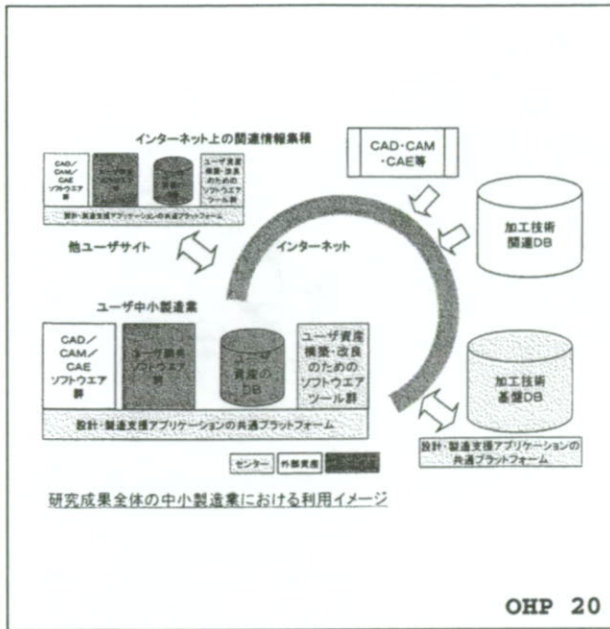 インターネット上の関連情報集積
CAD・CAM
・CAE等
CAD/
CAM/
CAE
ソフトウエア
群
ユーザ資産
構築・改良
のための
ソフトウエア
ツール群
設計・製造支援アプリケーションの共通プラットフォーム
加工技術
関連DB
他ユーザサイト
インターネット
ユーザ中小製造業
CAD/
CAM/
CAE
ソフトウエア
群
ソフトウエア
群
ユーザ
資産の
DB
ユーザ資産
構築・改良
のための
ソフトウエア
ツール群
設計・製造支援アプリケーションの共通プラットフォーム
加工技術
基盤DB
設計・製造支援アプリケーションの
共通プラットフォーム
センター
外部資産
研究成果全体の中小製造業における利用イメージ
OHP 20